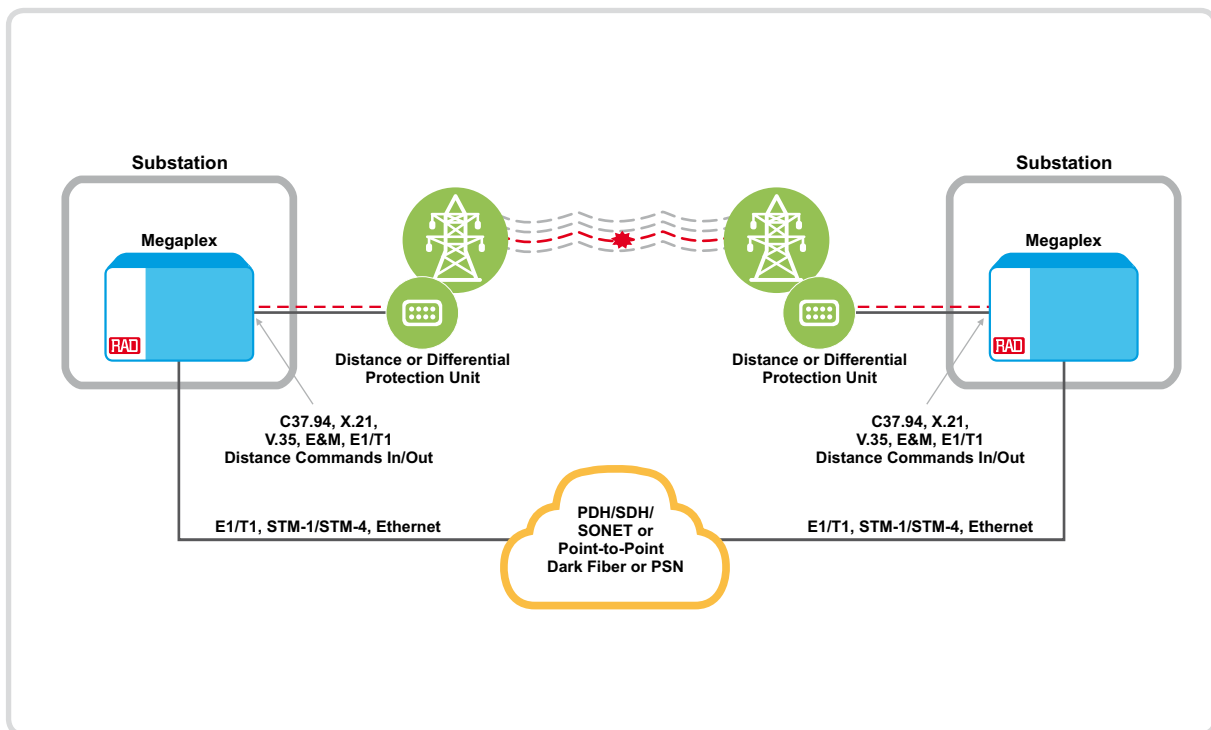 Substation
Substation
Megaplex
Megaplex
RAD
RAD
Distance or Differential
Protection Unit
Distance or Differential
Protection Unit
C37.94, X.21,
V.35, E&M, E1/T1
Distance Commands In/Out
C37.94, X.21,
V.35, E&M, E1/T1
Distance Commands In/Out
E1/T1, STM-1/STM-4, Ethernet
PDH/SDH/
SONET or
Point-to-Point
Dark Fiber or PSN
E1/T1, STM-1/STM-4, Ethernet